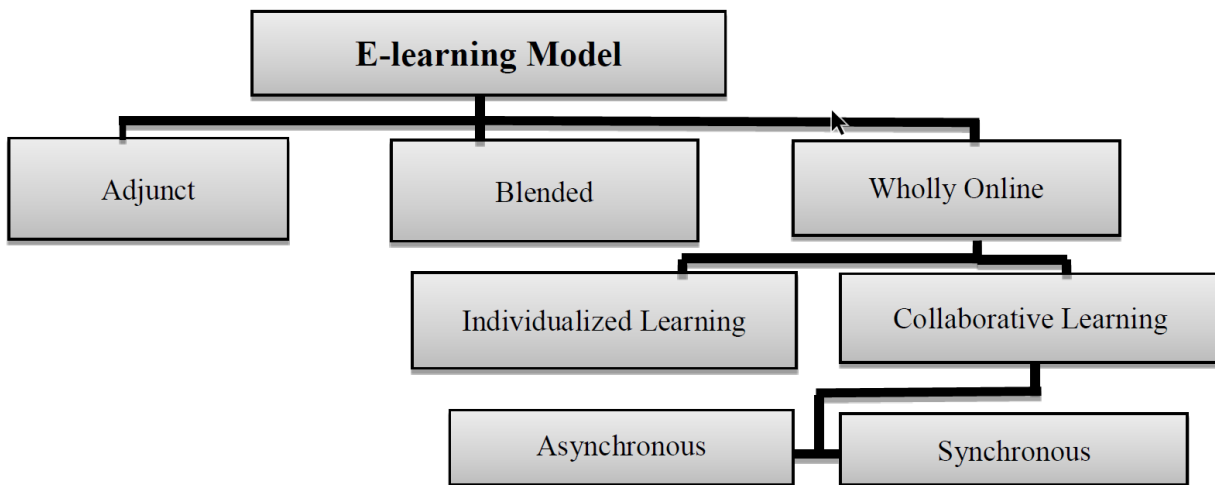 E-learning Model
Adjunct
Blended
Wholly Online
Individualized Learning
Collaborative Learning
Asynchronous
Synchronous